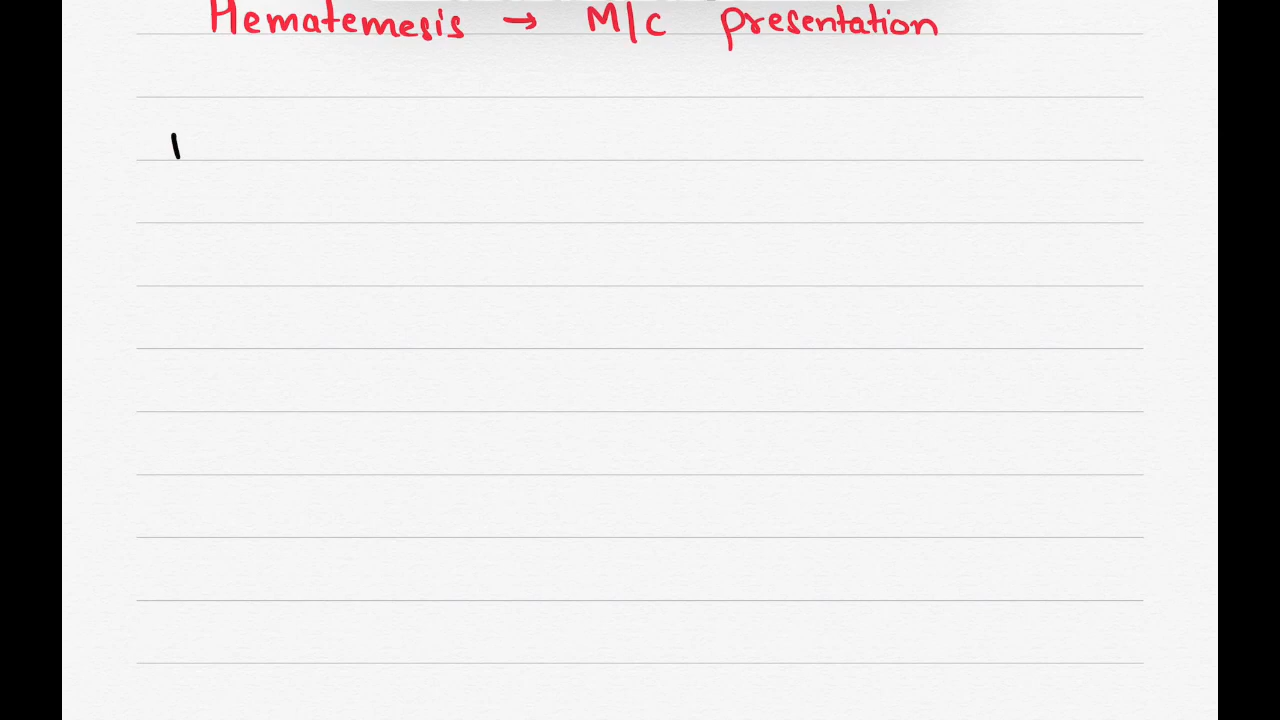 Hematemesis → M/C presentation